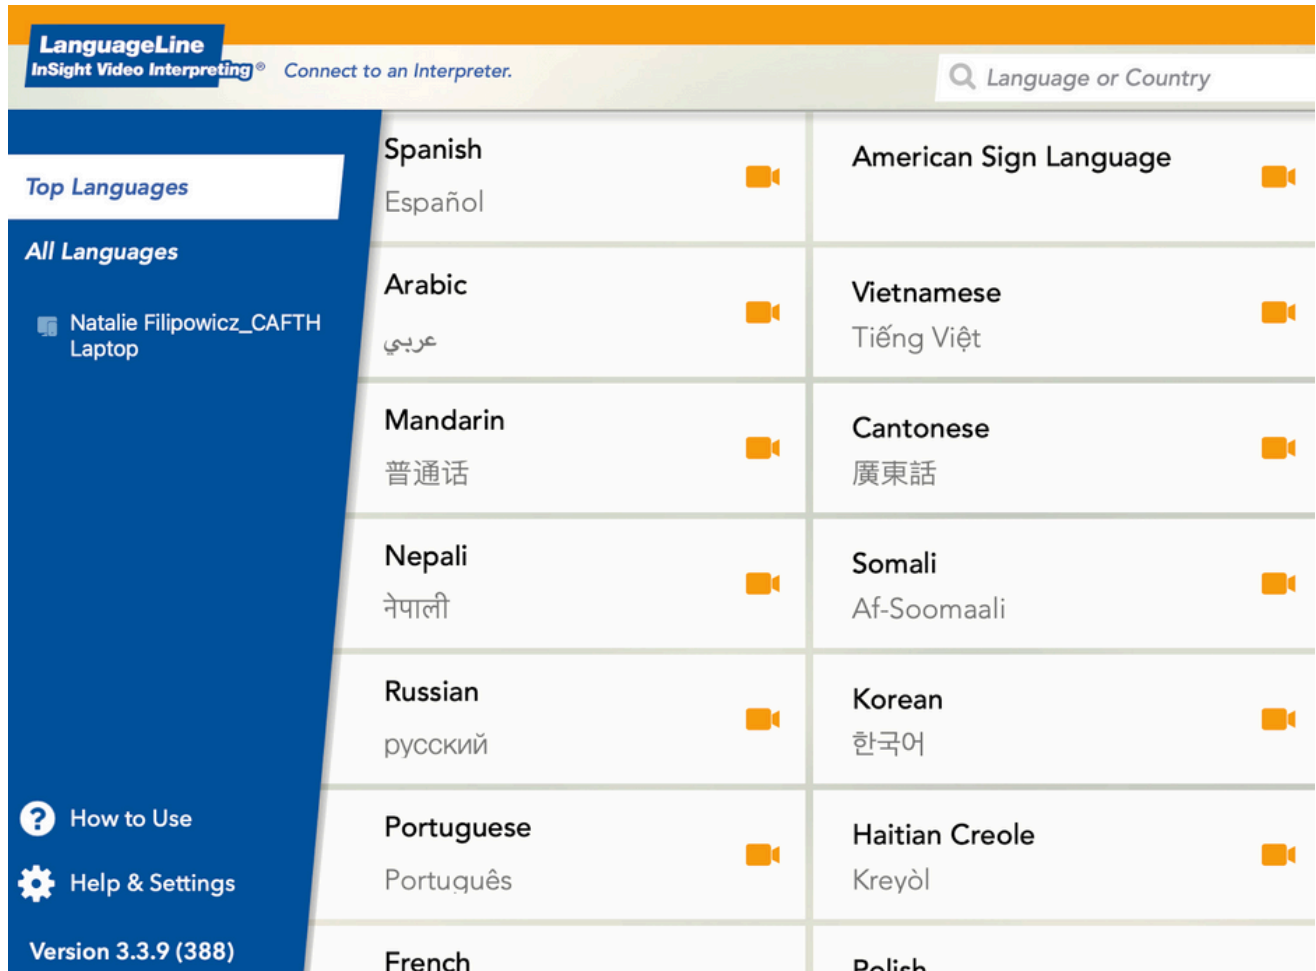 LanguageLine
InSight Video Interpreting®
Connect to an Interpreter.
Language or Country
Top Languages
All Languages
Natalie Filipowicz_CAFTH
Laptop
How to Use
Help & Settings
Version 3.3.9 (388)
Spanish
Español
American Sign Language
Arabic
عربي
Vietnamese
Tiếng Việt
Mandarin
普通话
Cantonese
廣東話
Nepali
नेपाली
Somali
Af-Soomaali
Russian
русский
Korean
한국어
Portuguese
Português
Haitian Creole
Kreyòl
French
Polish